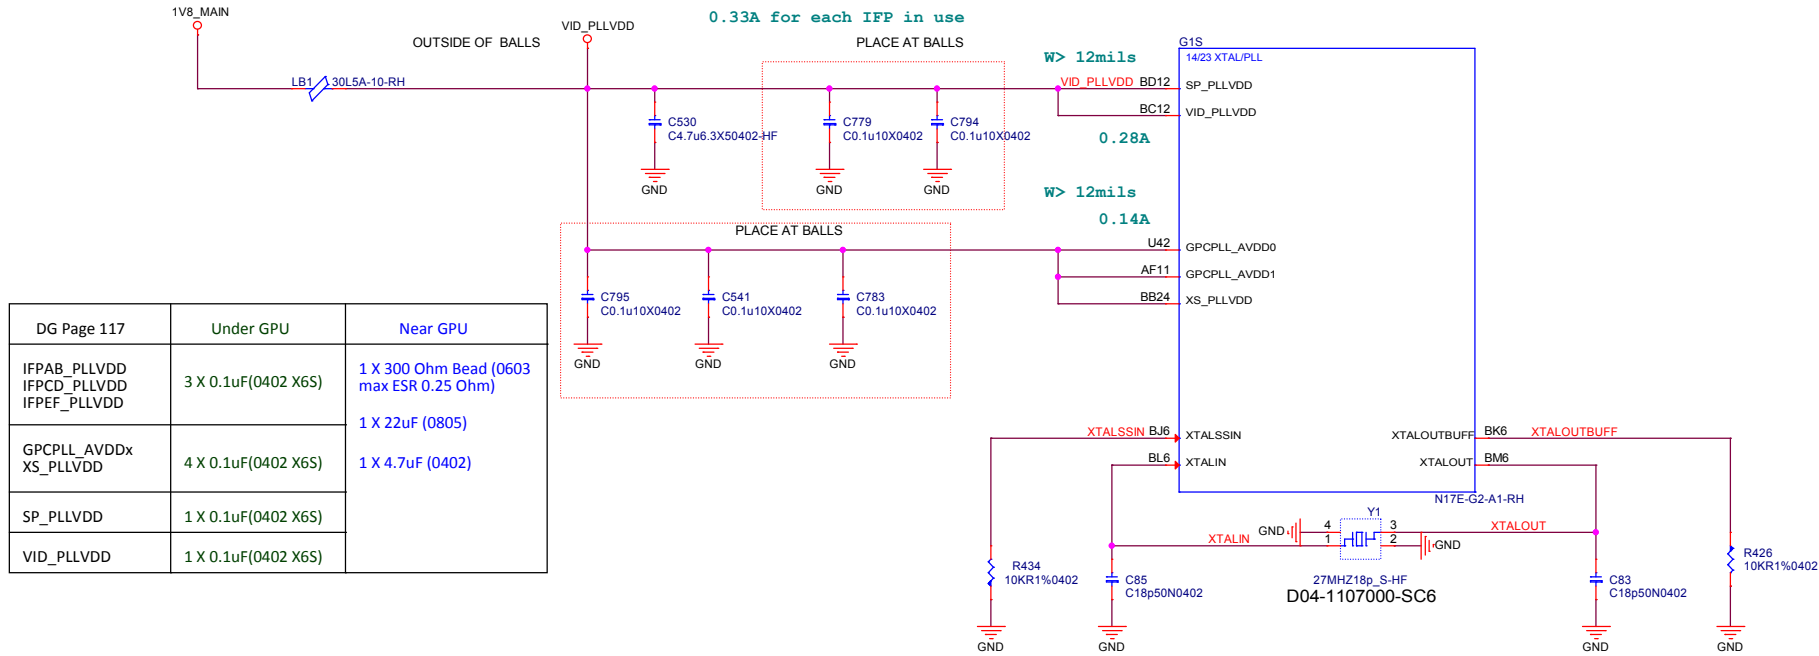 1V8_MAIN
OUTSIDE OF BALLS
VID_PLLVDD
0.33A for each IFP in use
PLACE AT BALLS
LB1 30L5A-10-RH
C530
C4.7u6.3X50402-HF
C779
C0.1u10X0402
C794
C0.1u10X0402
GND
GND
GND
W> 12mils
VID_PLLVDD BD12
BC12
0.28A
W> 12mils
0.14A
G1S
14/23 XTAL/PLL
SP_PLLVDD
VID_PLLVDD
PLACE AT BALLS
U42 GPCPLL_AVDD0
AF11 GPCPLL_AVDD1
BB24 XS_PLLVDD
C795
C0.1u10X0402
C541
C0.1u10X0402
C783
C0.1u10X0402
GND
GND
GND
DG Page 117
Under GPU
Near GPU
IFPAB_PLLVDD
IFPCD_PLLVDD
IFPEF_PLLVDD
3 X 0.1uF(0402 X6S)
1 X 300 Ohm Bead (0603
max ESR 0.25 Ohm)
1 X 22uF (0805)
1 X 4.7uF (0402)
GPCPLL_AVDDx
XS_PLLVDD
4 X 0.1uF(0402 X6S)
SP_PLLVDD
1 X 0.1uF(0402 X6S)
VID_PLLVDD
1 X 0.1uF(0402 X6S)
XTALSSIN BJ6 XTALSSIN
BL6 XTALIN
XTALOUTBUFF BK6 XTALOUTBUFF
XTALOUT BM6
N17E-G2-A1-RH
Y1
GND 4 3 XTALOUT
XTALIN 1 2 GND
27MHZ18p_S-HF
D04-1107000-SC6
R434
10KR1%0402
C85
C18p50N0402
C83
C18p50N0402
R426
10KR1%0402
GND
GND
GND
GND